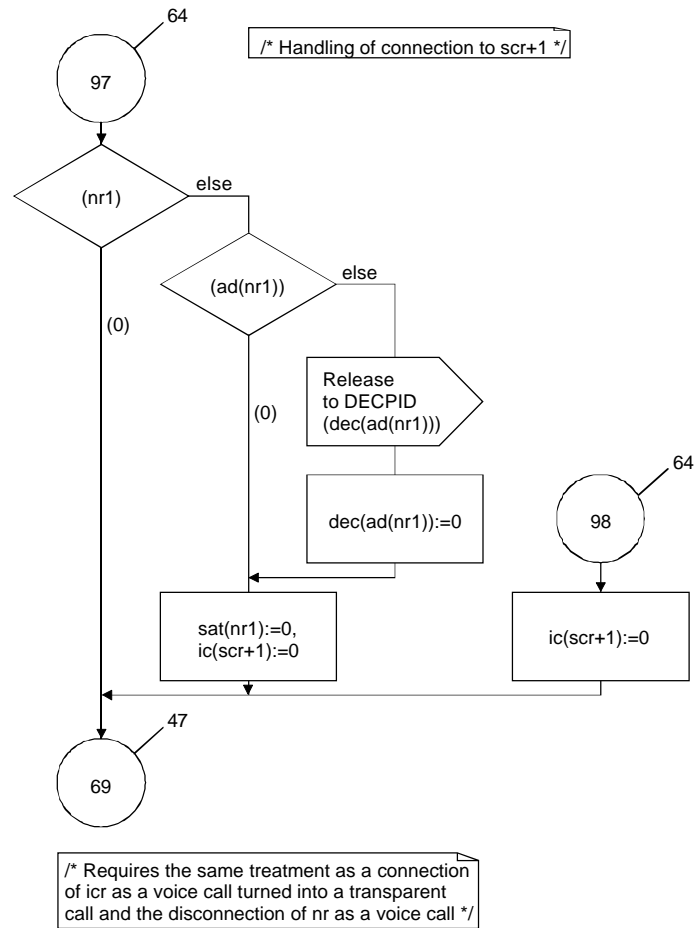 64
/* Handling of connection to scr+1 */
97
(nr1)
else
(ad(nr1))
else
(0)
Release
to DECPID
(dec(ad(nr1)))
(0)
64
dec(ad(nr1)):=0
98
sat(nr1):=0,
ic(scr+1):=0
ic(scr+1):=0
47
69
/* Requires the same treatment as a connection
of icr as a voice call turned into a transparent
call and the disconnection of nr as a voice call */